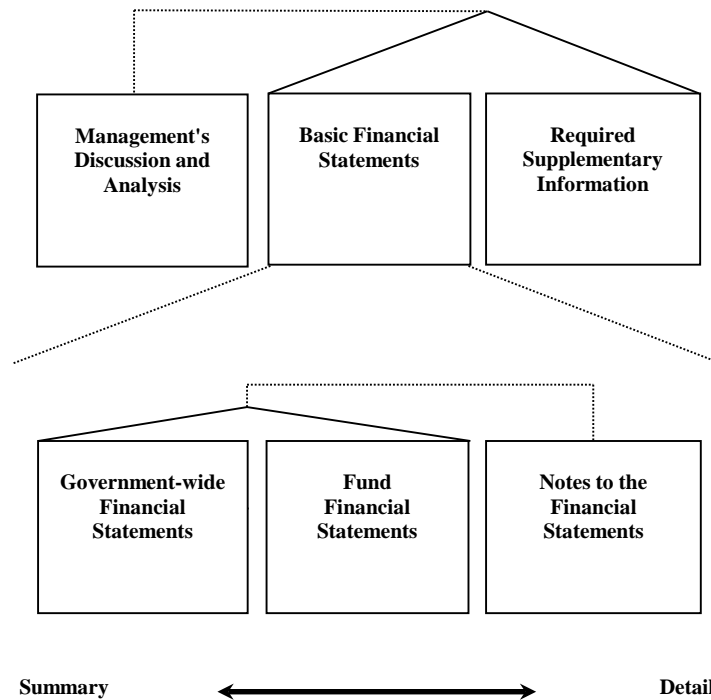 Management's
Discussion and
Analysis
Basic Financial
Statements
Required
Supplementary
Information
Government-wide
Financial
Statements
Fund
Financial
Statements
Notes to the
Financial
Statements
Summary
Detail